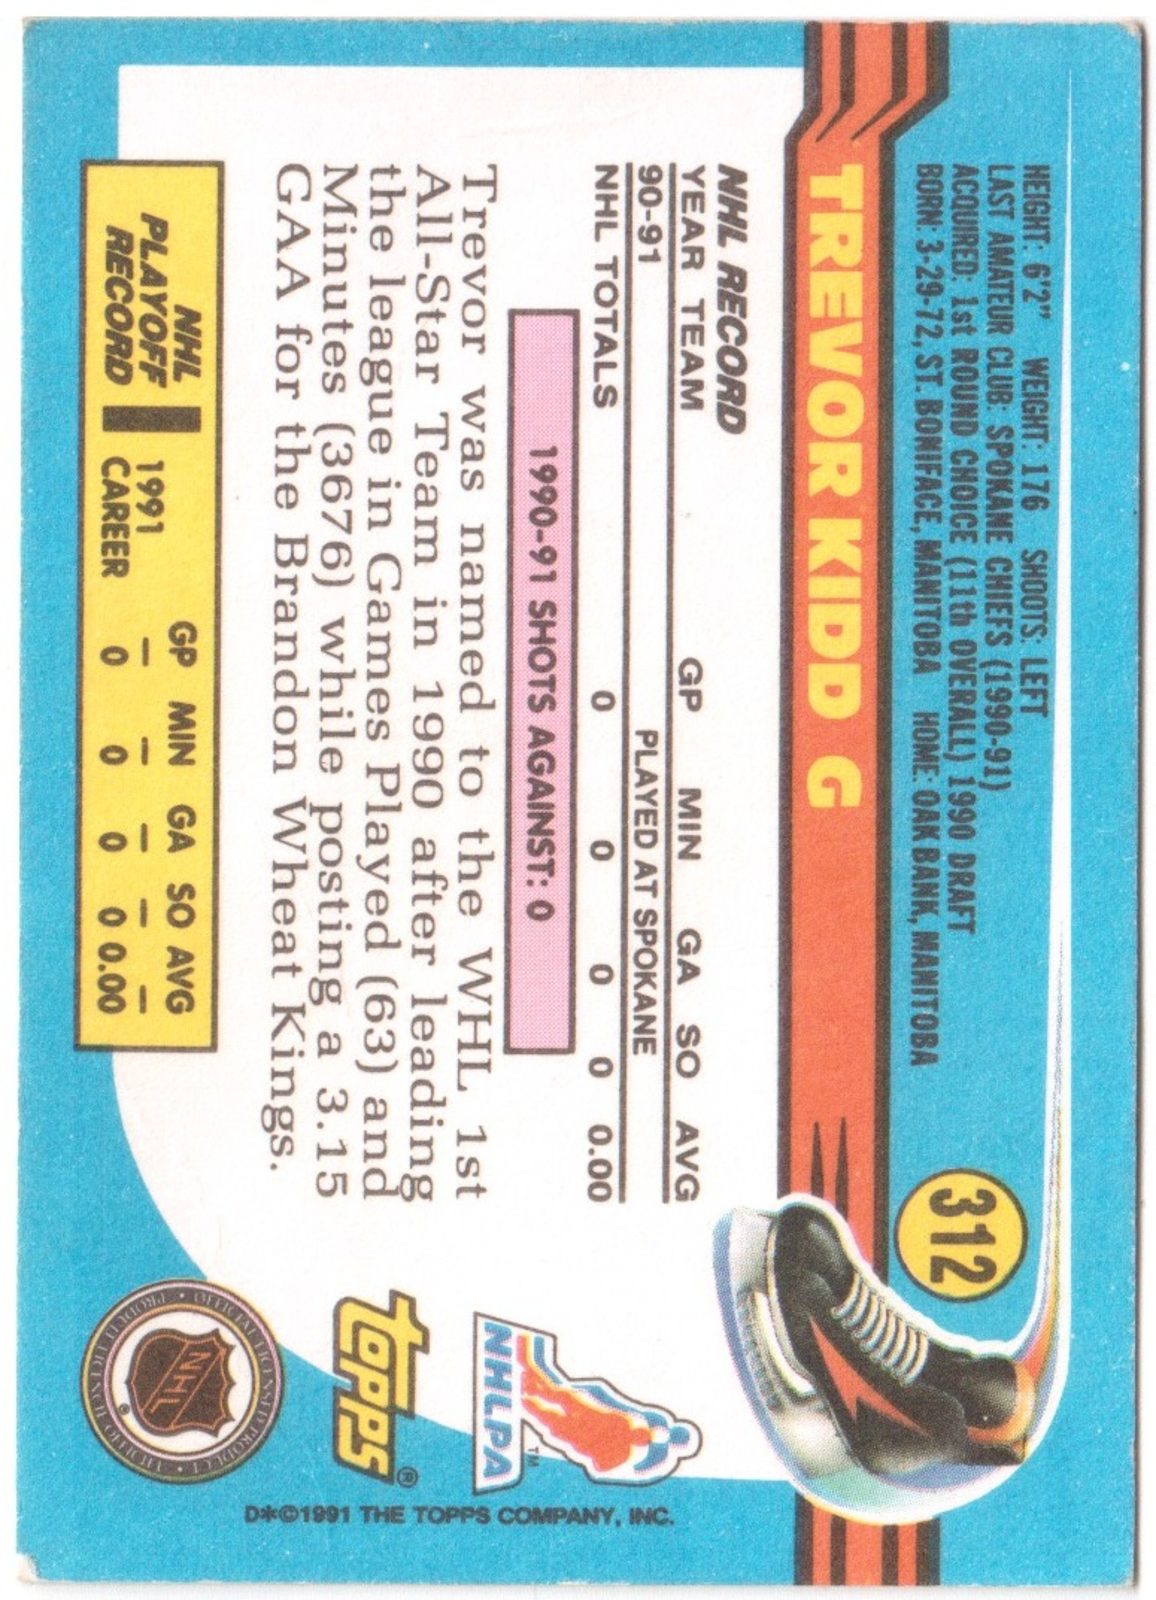 HEIGHT: 6'2" WEIGHT: 176 SHOOTS: LEFT
LAST AMATEUR CLUB: SPOKANE CHIEFS (1990-91)
ACQUIRED: 1st ROUND CHOICE (11th OVERALL) 1990 DRAFT
BORN: 3-29-72, ST. BONIFACE, MANITOBA HOME: OAK BANK, MANITOBA
312
TREVOR KIDD G
NHL RECORD
YEAR TEAM GP MIN GA SO AVG
90-91 PLAYED AT SPOKANE
NHL TOTALS 0 0 0 0 0.00
1990-91 SHOTS AGAINST: 0
Trevor was named to the WHL 1st
All-Star Team in 1990 after leading
the league in Games Played (63) and
Minutes (3676) while posting a 3.15
GAA for the Brandon Wheat Kings.
NHL PLAYOFF RECORD
GP MIN GA SO AVG
1991 – – – – –
CAREER 0 0 0 0 0.00
NHLPA™
TOPPS®
NHL ®
OFFICIAL LICENSED PRODUCT
D*©1991 THE TOPPS COMPANY, INC.